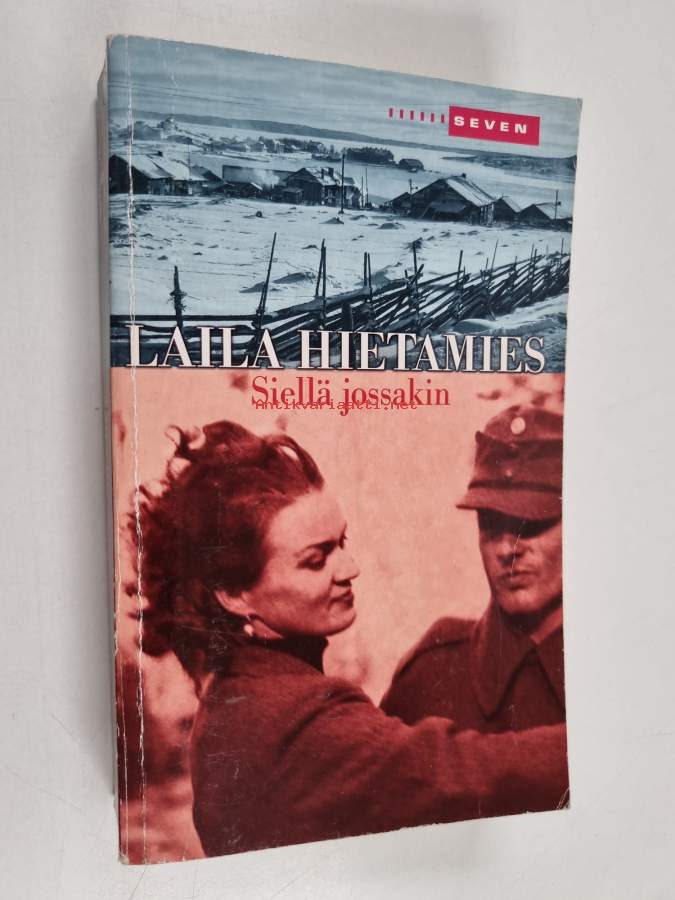 SEVEN
LAILA HIETAMIES
Siellä jossakin
antikvariaatti.net